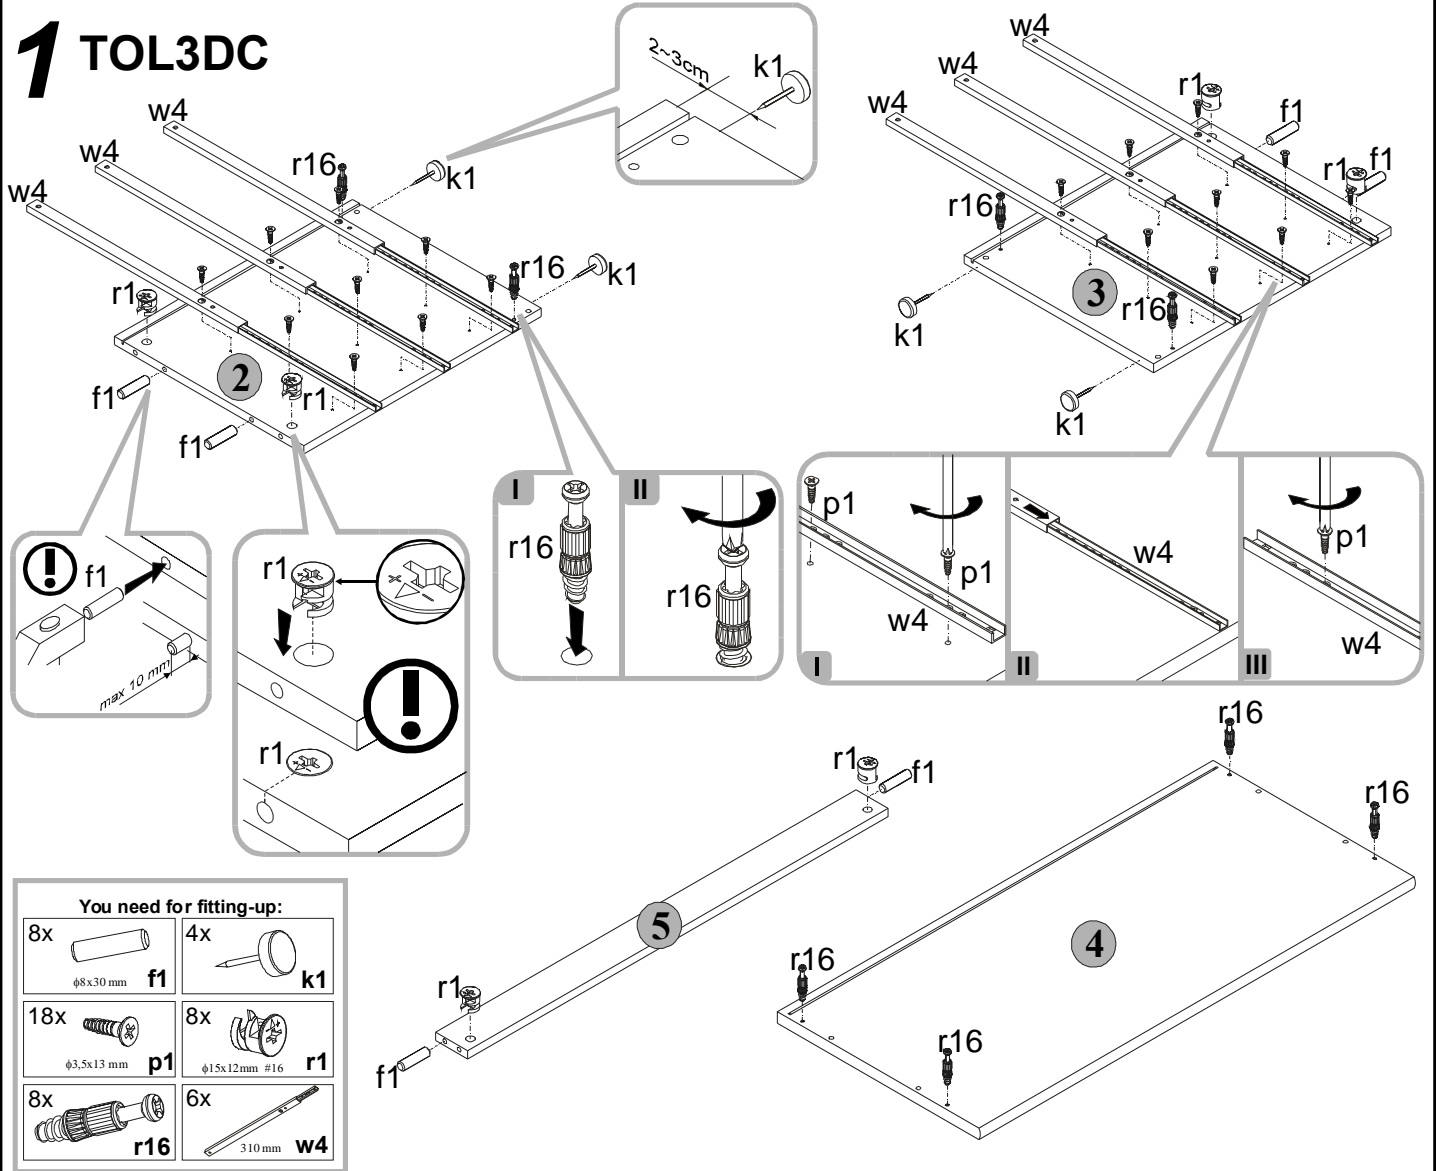 1 TOL3DC
w4
w4
w4
r16
k1
r16
k1
r1
2
r1
f1
f1
2~3cm
k1
w4
w4
w4
r1
f1
r1
f1
r16
3
r16
k1
k1
f1
max 10 mm
r1
+
-
r1
I
r16
II
r16
p1
p1
w4
I
w4
II
p1
w4
III
r1
f1
5
r1
f1
r16
r16
4
r16
r16
You need for fitting-up:
8x
ϕ8x30 mm f1
4x
k1
18x
ϕ3,5x13 mm p1
8x
ϕ15x12mm #16 r1
8x
r16
6x
310 mm w4